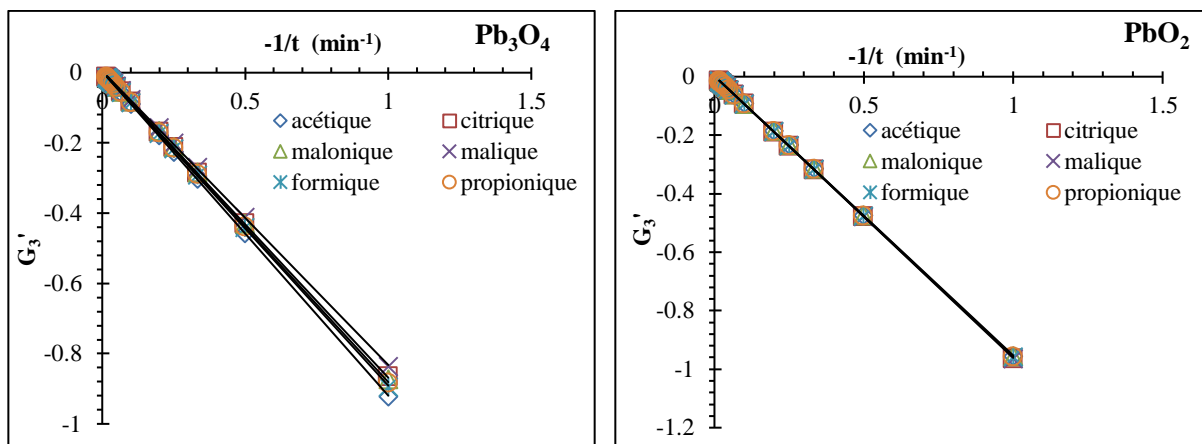 Pb₃O₄
-1/t (min⁻¹)
0
0
0.5
1
1.5
-0.2
-0.4
-0.6
-0.8
-1
G₃'
acétique
citrique
malonique
malique
formique
propionique
PbO₂
-1/t (min⁻¹)
0
0
0.5
1
1.5
-0.2
-0.4
-0.6
-0.8
-1
-1.2
G₃'
acétique
citrique
malonique
malique
formique
propionique